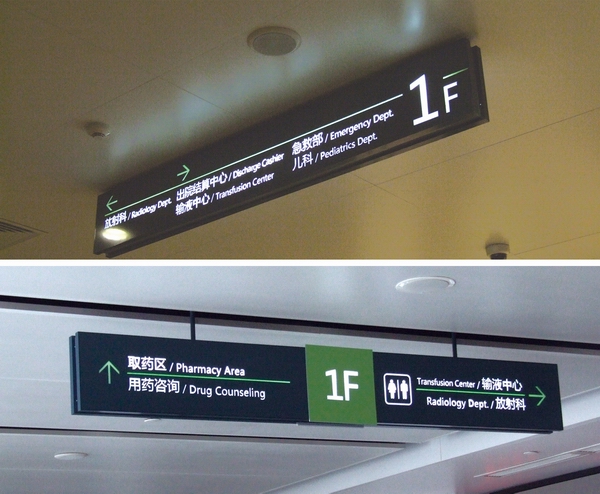 放射科 / Radiology Dept.
出院结算中心 / Discharge Cashier
输液中心 / Transfusion Center
急救部 / Emergency Dept.
儿科 / Pediatrics Dept.
1F
取药区 / Pharmacy Area
用药咨询 / Drug Counseling
1F
Transfusion Center / 输液中心
Radiology Dept. / 放射科